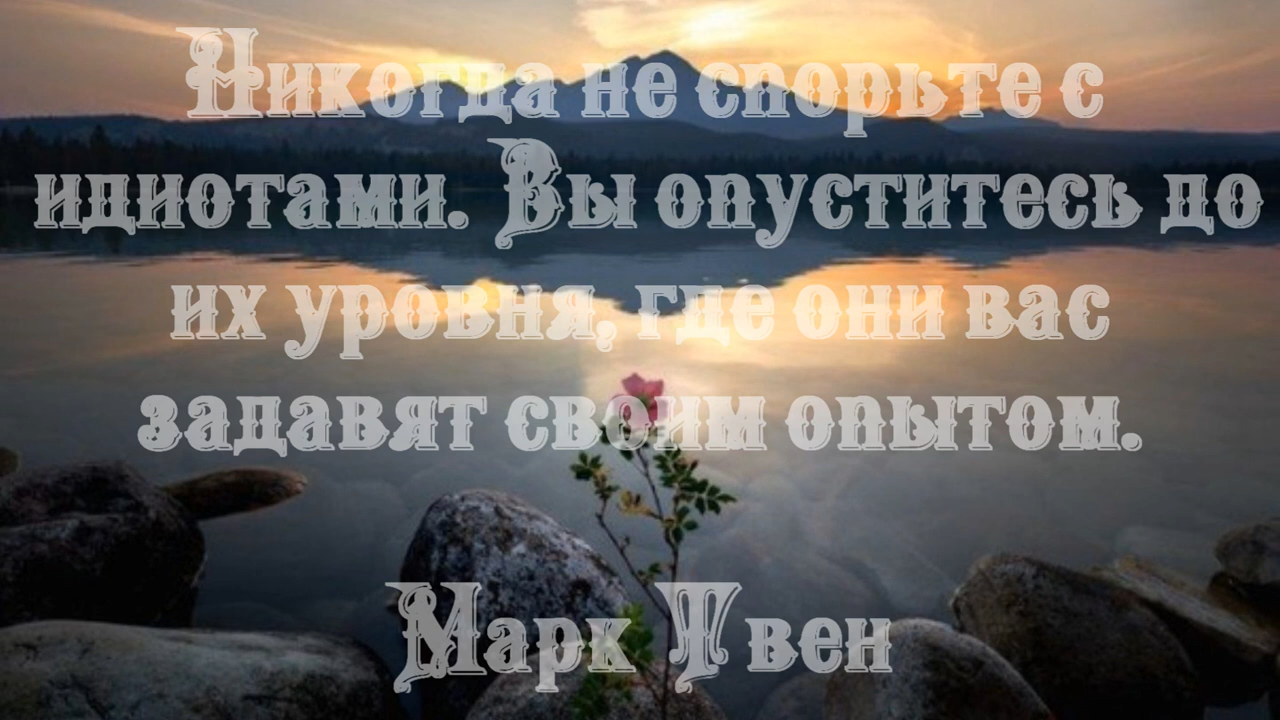 Никогда не спорьте с
идиотами. Вы опуститесь до
их уровня, где они вас
задавят своим опытом.
Марк Твен